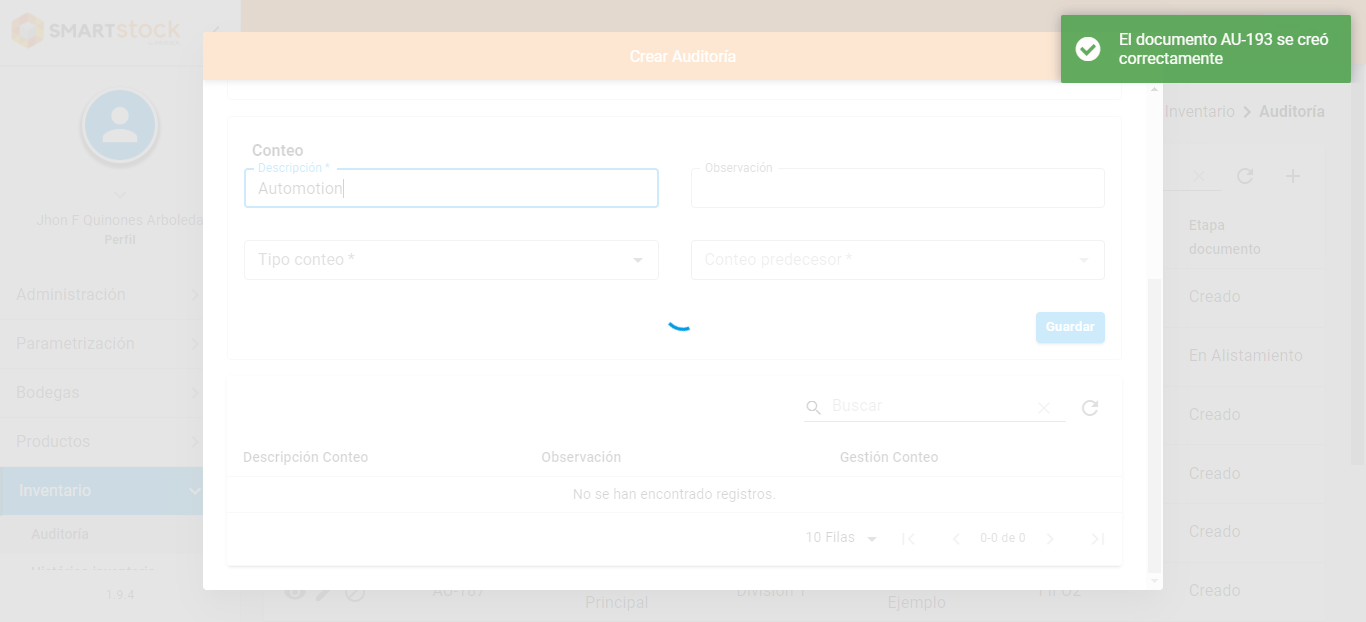 SMARTSTOCK
Crear Auditoría
El documento AU-193 se creó
correctamente
Inventario > Auditoría
Jhon F Quinones Arboleda
Perfil
Administración
Parametrización
Bodegas
Productos
Inventario
Auditoría
Histórico inventario
1.9.4
Conteo
Descripción *
Automotion
Observación
Tipo conteo *
Conteo predecesor *
Guardar
Buscar
Descripción Conteo Observación Gestión Conteo
No se han encontrado registros.
10 Filas 0-0 de 0
Etapa
documento
Creado
En Alistamiento
Creado
Creado
Creado
AU-187 Principal División 1 Ejemplo Creado